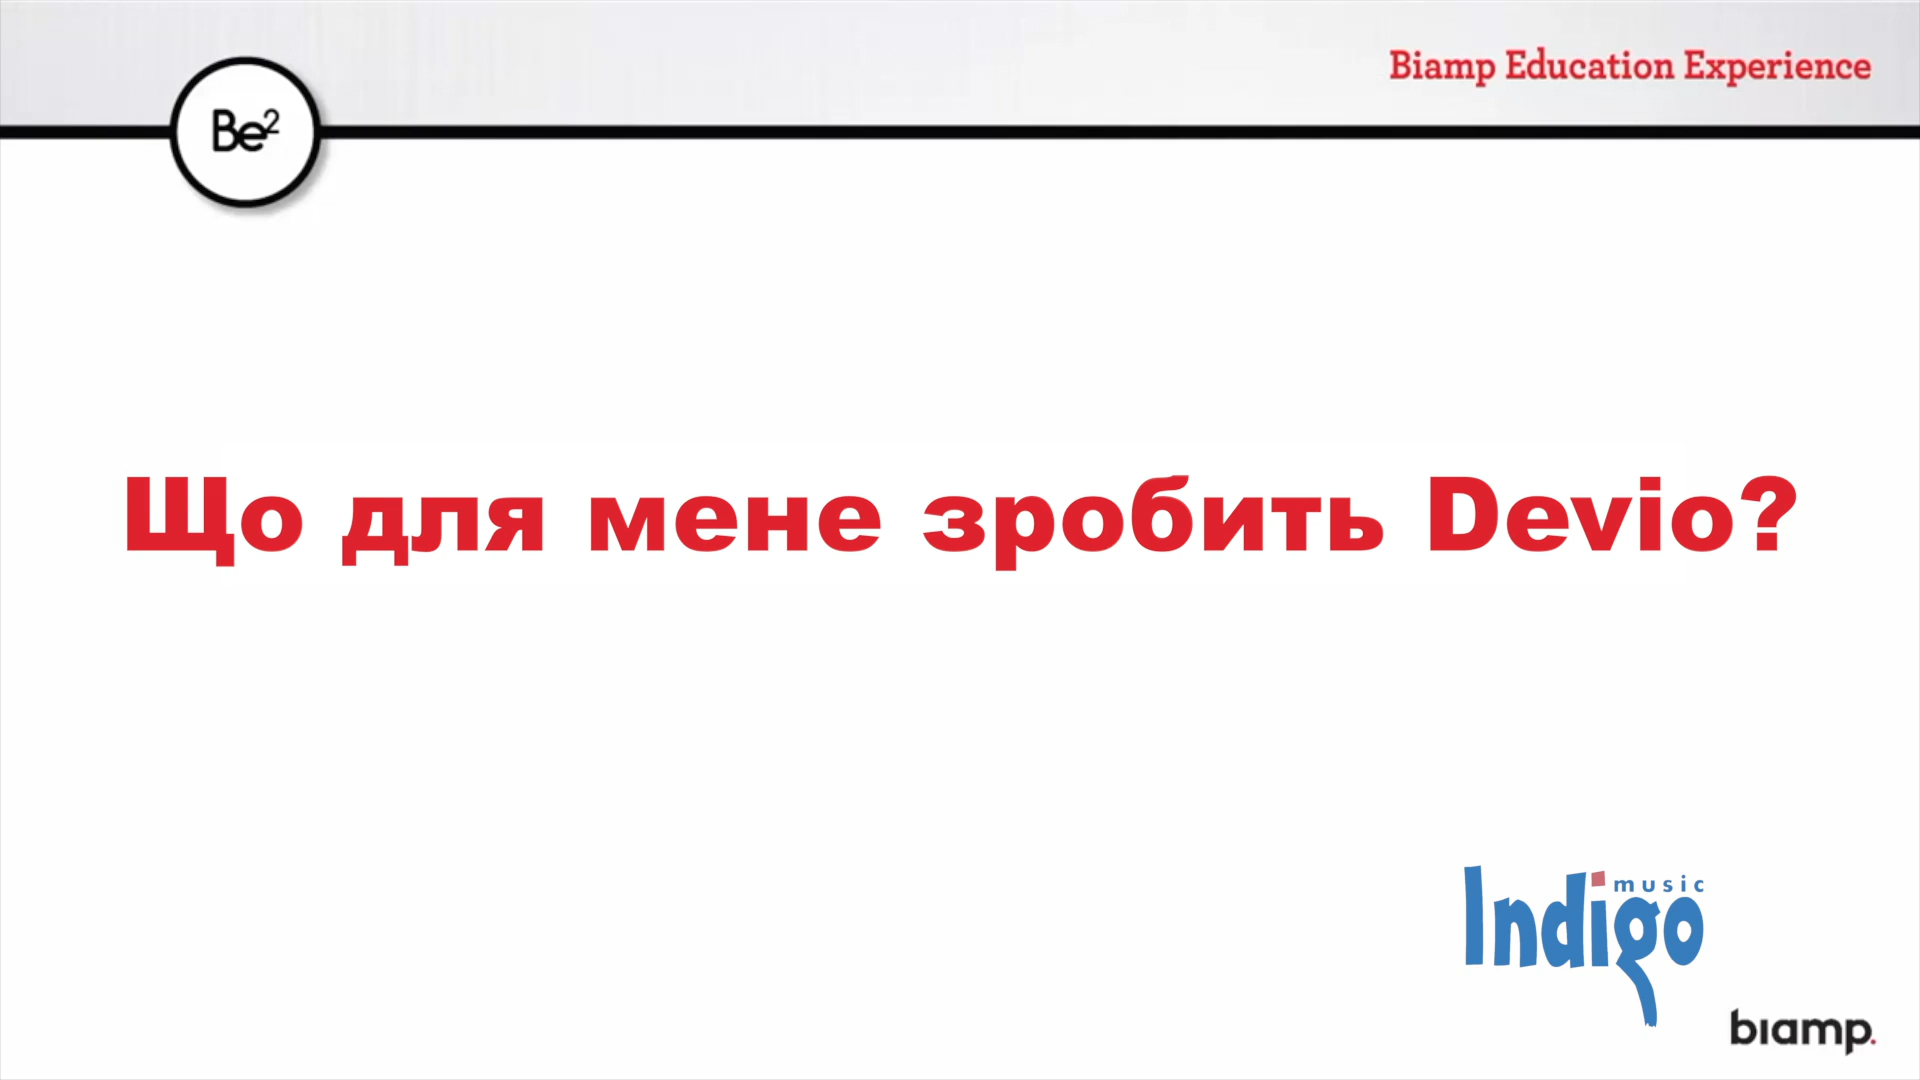 Biamp Education Experience
Be²
Що для мене зробить Devio?
music
Indigo
biamp.